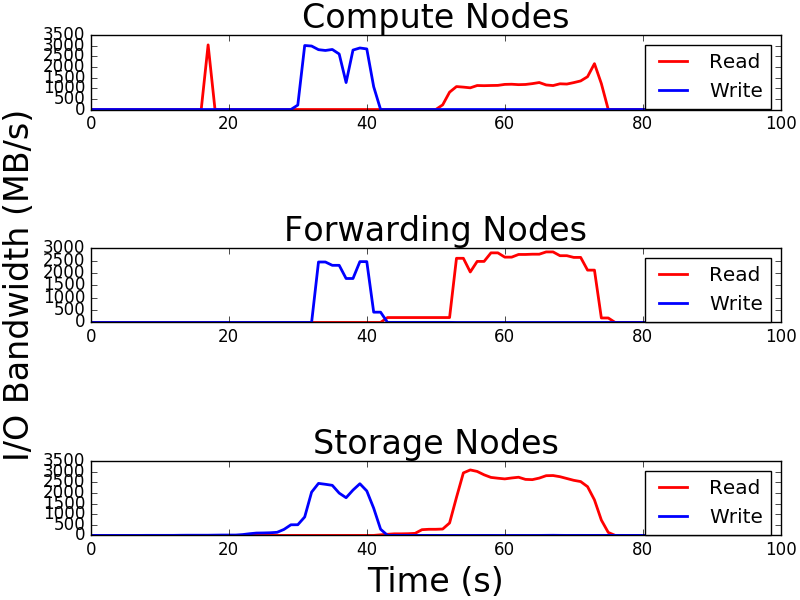 Compute Nodes
3500
3000
2500
2000
1500
1000
500
0
0 20 40 60 80 100
Read
Write
I/O Bandwidth (MB/s)
Forwarding Nodes
3000
2500
2000
1500
1000
500
0
0 20 40 60 80 100
Read
Write
Storage Nodes
3500
3000
2500
2000
1500
1000
500
0
0 20 40 60 80 100
Read
Write
Time (s)